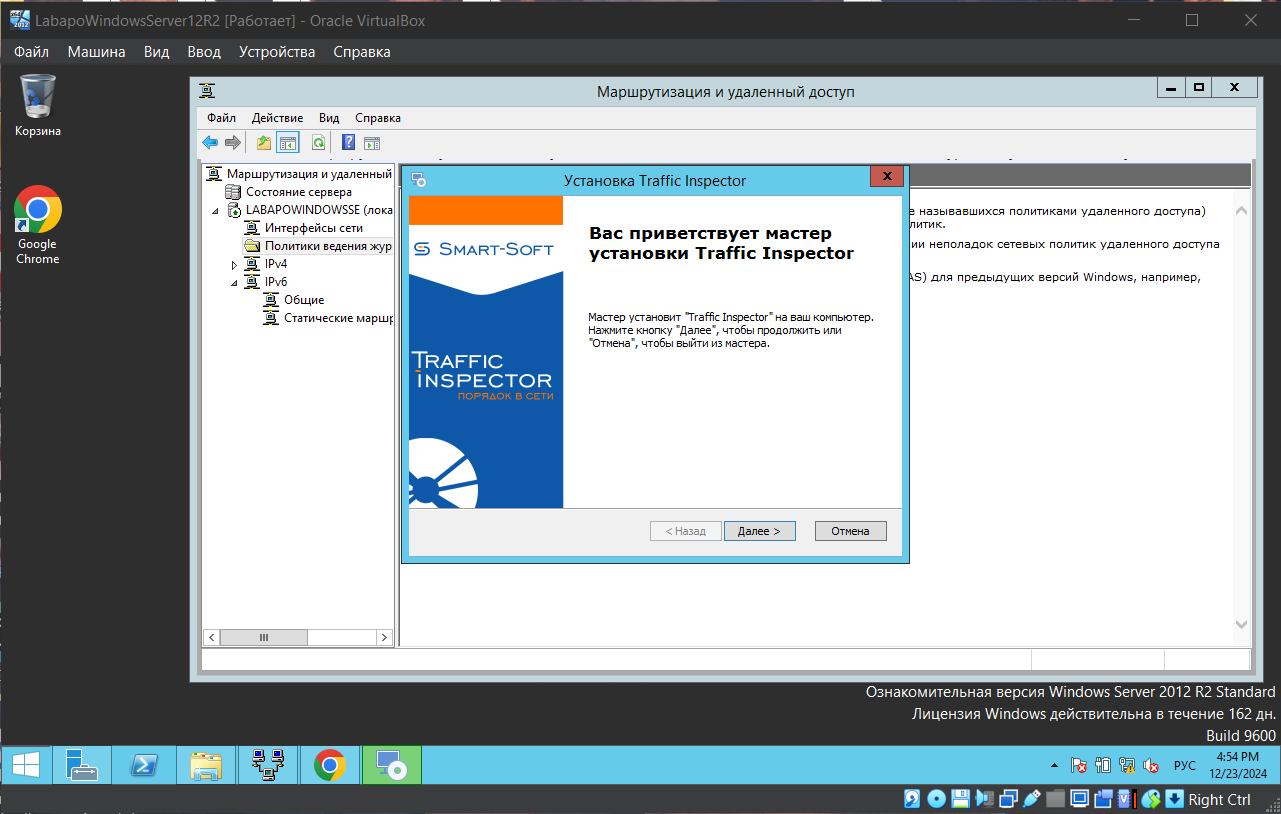 LabapoWindowsServer12R2 [Работает] - Oracle VirtualBox
Файл Машина Вид Ввод Устройства Справка
Корзина
Google
Chrome
Маршрутизация и удаленный доступ
Файл Действие Вид Справка
Маршрутизация и удаленный
Состояние сервера
LABAPOWINDOWSSE (лока
Интерфейсы сети
Политики ведения жур
IPv4
IPv6
Общие
Статические маршр
е называвшихся политиками удаленного доступа)
литик.
ии неполадок сетевых политик удаленного доступа
AS) для предыдущих версий Windows, например,
Установка Traffic Inspector
SMART-SOFT
TRAFFIC
INSPECTOR
ПОРЯДОК В СЕТИ
Вас приветствует мастер
установки Traffic Inspector
Мастер установит "Traffic Inspector" на ваш компьютер.
Нажмите кнопку "Далее", чтобы продолжить или
"Отмена", чтобы выйти из мастера.
< Назад Далее > Отмена
Ознакомительная версия Windows Server 2012 R2 Standard
Лицензия Windows действительна в течение 162 дн.
Build 9600
РУС
4:54 PM
12/23/2024
Right Ctrl